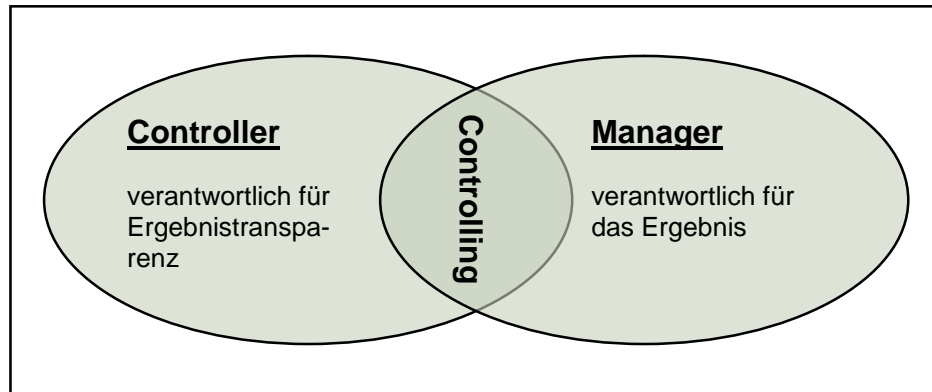 Controller
verantwortlich für
Ergebnistranspa-
renz
Controlling
Manager
verantwortlich für
das Ergebnis